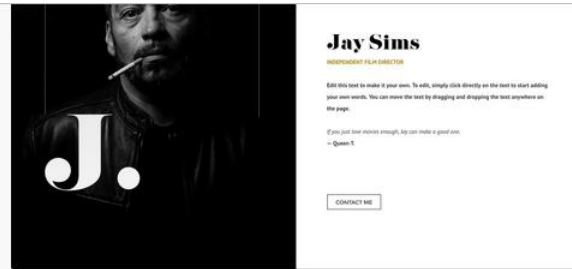 J.
Jay Sims
INDEPENDENT FILM DIRECTOR
Edit this text to make it your own. To edit, simply click directly on the text to start adding
your own words. You can move the text by dragging and dropping the text anywhere on
the page.
If you just love movies enough, Jay can make a good one.
— Queen T.
CONTACT ME